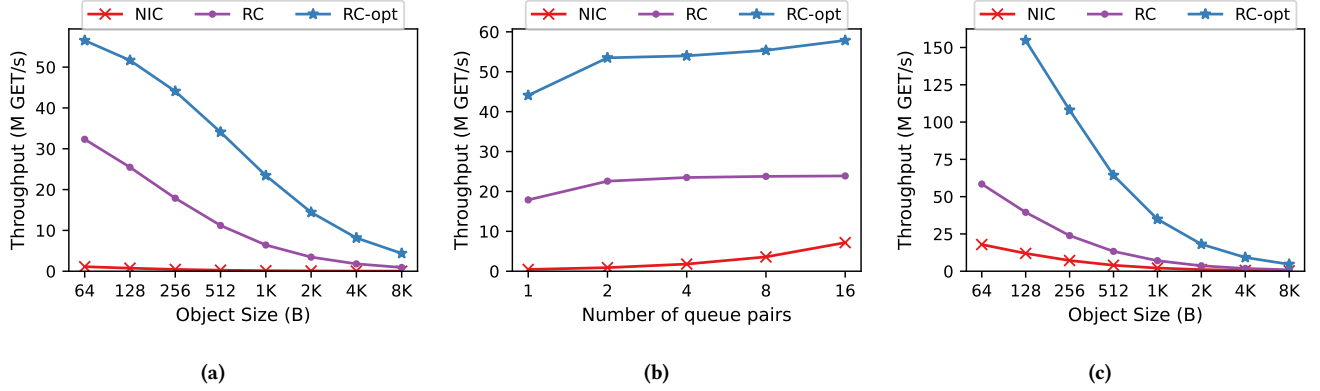 NIC RC RC-opt
Throughput (M GET/s)
50
40
30
20
10
0
64 128 256 512 1K 2K 4K 8K
Object Size (B)
(a)
NIC RC RC-opt
Throughput (M GET/s)
60
50
40
30
20
10
0
1 2 4 8 16
Number of queue pairs
(b)
NIC RC RC-opt
Throughput (M GET/s)
150
125
100
75
50
25
0
64 128 256 512 1K 2K 4K 8K
Object Size (B)
(c)